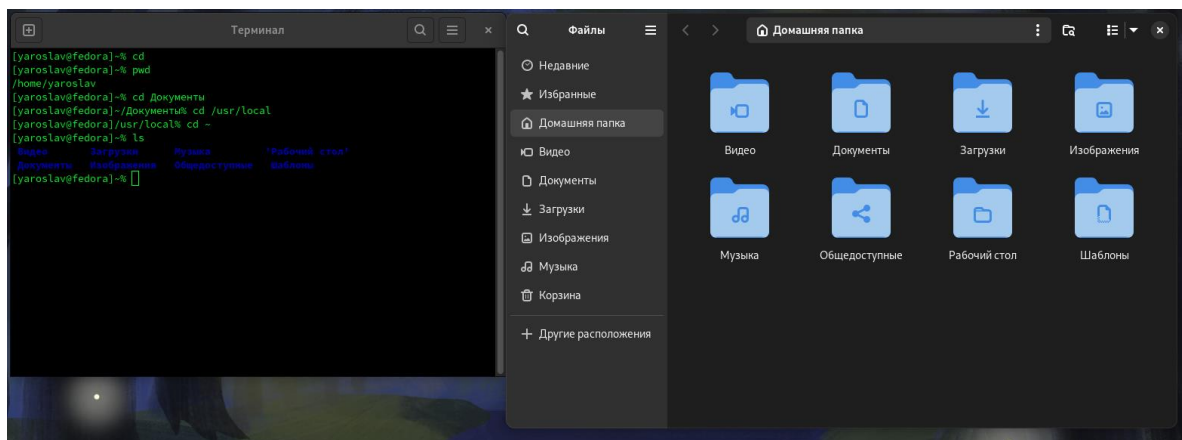 Терминал
[yaroslav@fedora]~% cd
[yaroslav@fedora]~% pwd
/home/yaroslav
[yaroslav@fedora]~% cd Документы
[yaroslav@fedora]~/Документы% cd /usr/local
[yaroslav@fedora]/usr/local% cd ~
[yaroslav@fedora]~% ls
Видео Загрузки Музыка 'Рабочий стол'
Документы Изображения Общедоступные Шаблоны
[yaroslav@fedora]~%
Файлы
Недавние
Избранные
Домашняя папка
Видео
Документы
Загрузки
Изображения
Музыка
Корзина
Другие расположения
Домашняя папка
Видео Документы Загрузки Изображения
Музыка Общедоступные Рабочий стол Шаблоны